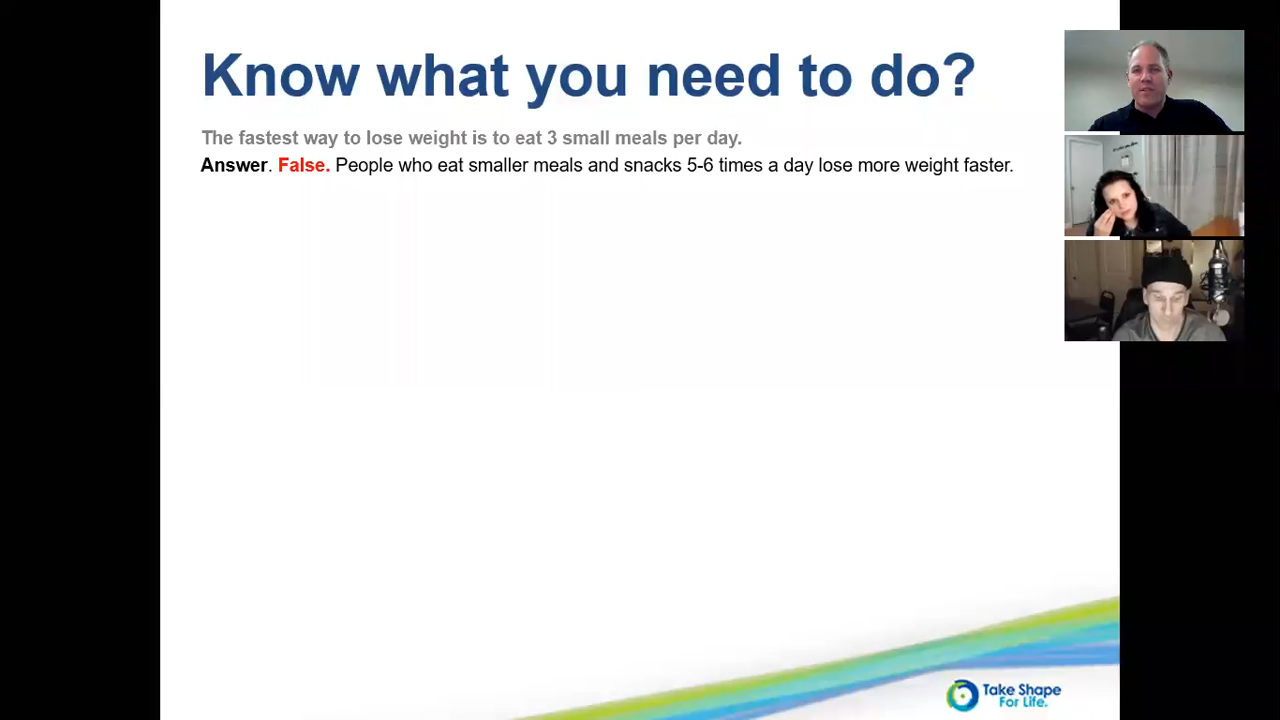 Know what you need to do?
The fastest way to lose weight is to eat 3 small meals per day.
Answer. False. People who eat smaller meals and snacks 5-6 times a day lose more weight faster.
Take Shape
For Life.